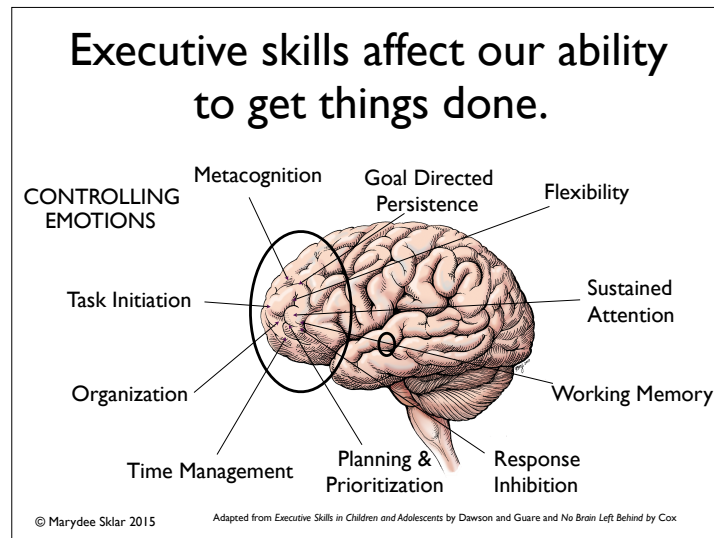 Executive skills affect our ability
to get things done.
Metacognition
Goal Directed
Persistence
Flexibility
CONTROLLING
EMOTIONS
Task Initiation
Sustained
Attention
Organization
Working Memory
Time Management
Planning &
Prioritization
Response
Inhibition
© Marydee Sklar 2015
Adapted from Executive Skills in Children and Adolescents by Dawson and Guare and No Brain Left Behind by Cox